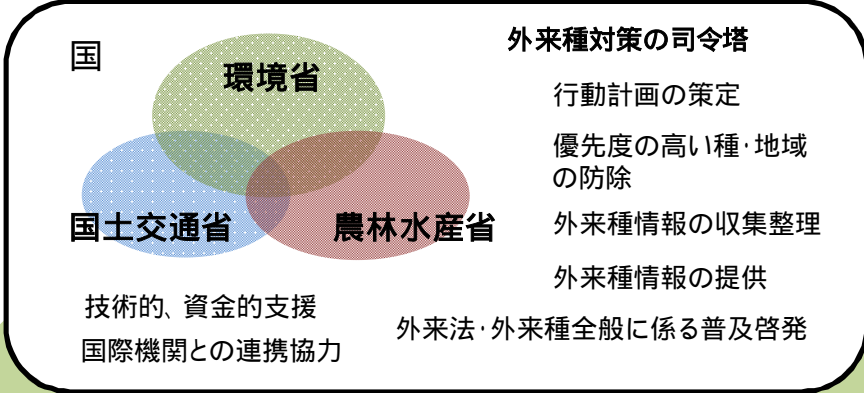 国
環境省
国土交通省
農林水産省
技術的、資金的支援
国際機関との連携協力
外来種対策の司令塔
行動計画の策定
優先度の高い種・地域
の防除
外来種情報の収集整理
外来種情報の提供
外来法・外来種全般に係る普及啓発